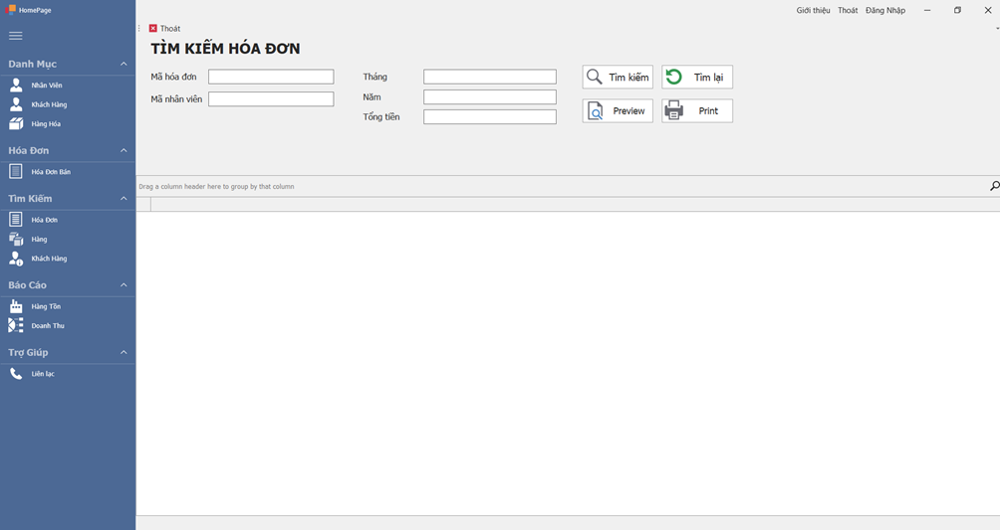 HomePage
Giới thiệu Thoát Đăng Nhập
Danh Mục
Nhân Viên
Khách Hàng
Hàng Hóa
Hóa Đơn
Hóa Đơn Bán
Tìm Kiếm
Hóa Đơn
Hàng
Khách Hàng
Báo Cáo
Hàng Tồn
Doanh Thu
Trợ Giúp
Liên lạc
Thoát
TÌM KIẾM HÓA ĐƠN
Mã hóa đơn
Mã nhân viên
Tháng
Năm
Tổng tiền
Tìm kiếm
Tìm lại
Preview
Print
Drag a column header here to group by that column